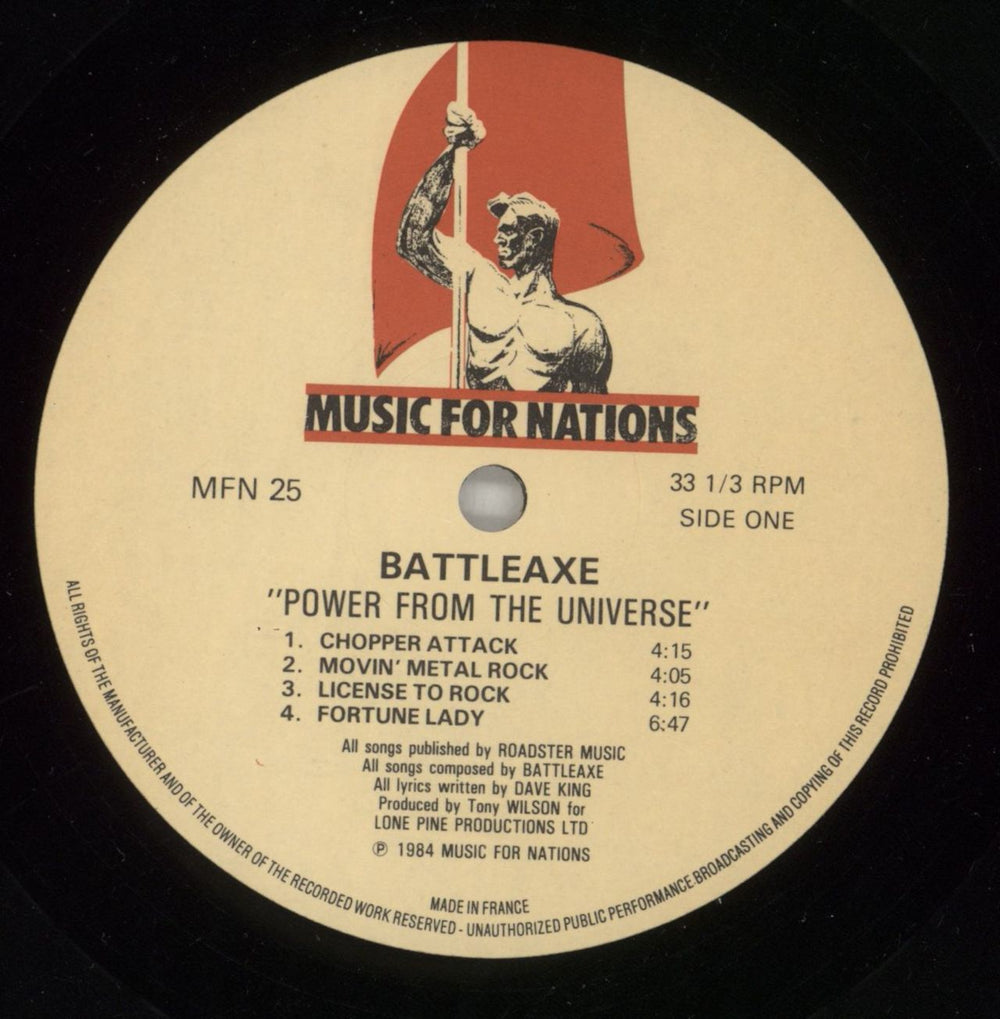 MUSIC FOR NATIONS
MFN 25
33 1/3 RPM
SIDE ONE
BATTLEAXE
"POWER FROM THE UNIVERSE"
1. CHOPPER ATTACK 4:15
2. MOVIN' METAL ROCK 4:05
3. LICENSE TO ROCK 4:16
4. FORTUNE LADY 6:47
All songs published by ROADSTER MUSIC
All songs composed by BATTLEAXE
All lyrics written by DAVE KING
Produced by Tony WILSON for
LONE PINE PRODUCTIONS LTD
℗ 1984 MUSIC FOR NATIONS
MADE IN FRANCE
ALL RIGHTS OF THE MANUFACTURER AND OF THE OWNER OF THE RECORDED WORK RESERVED - UNAUTHORIZED PUBLIC PERFORMANCE BROADCASTING AND COPYING OF THIS RECORD PROHIBITED